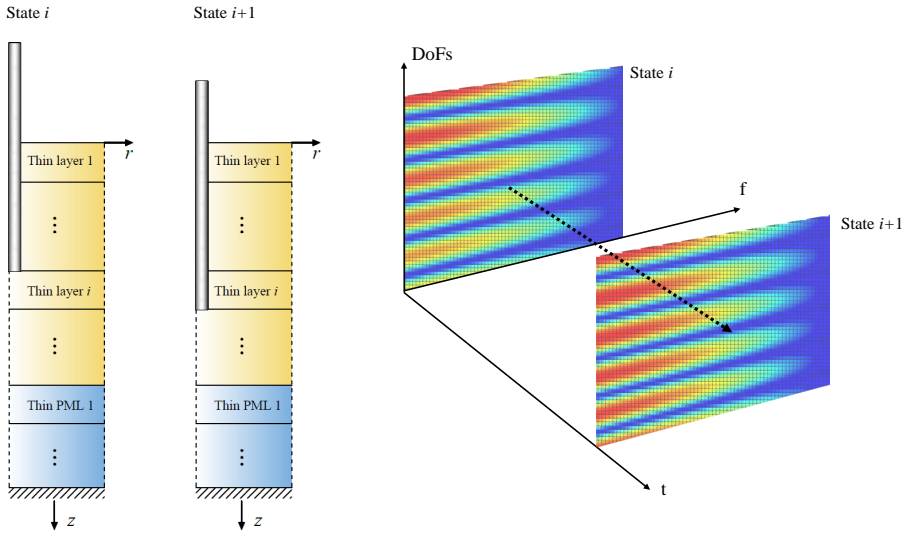 State i
State i+1
r
r
Thin layer 1
Thin layer 1
⋮
⋮
Thin layer i
Thin layer i
⋮
⋮
Thin PML 1
Thin PML 1
⋮
⋮
z
z
DoFs
State i
f
State i+1
t